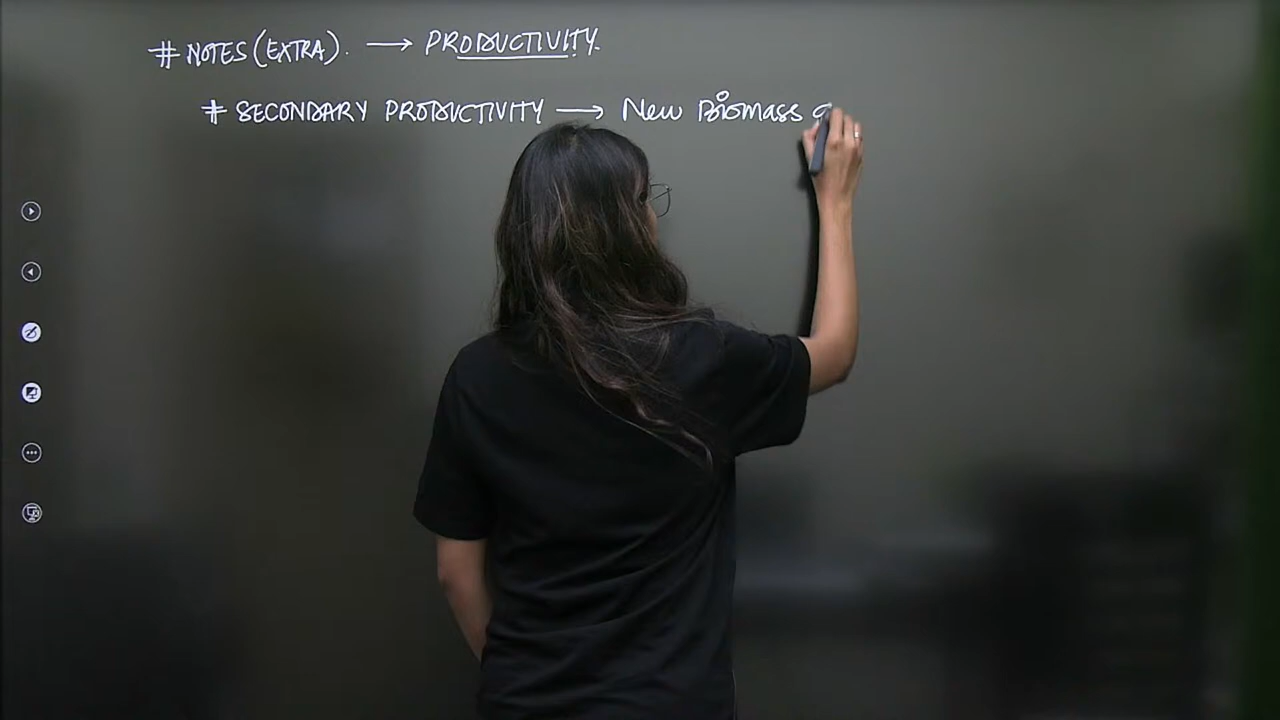 # NOTES (EXTRA). → PRODUCTIVITY.
# SECONDARY PRODUCTIVITY → New Biomass